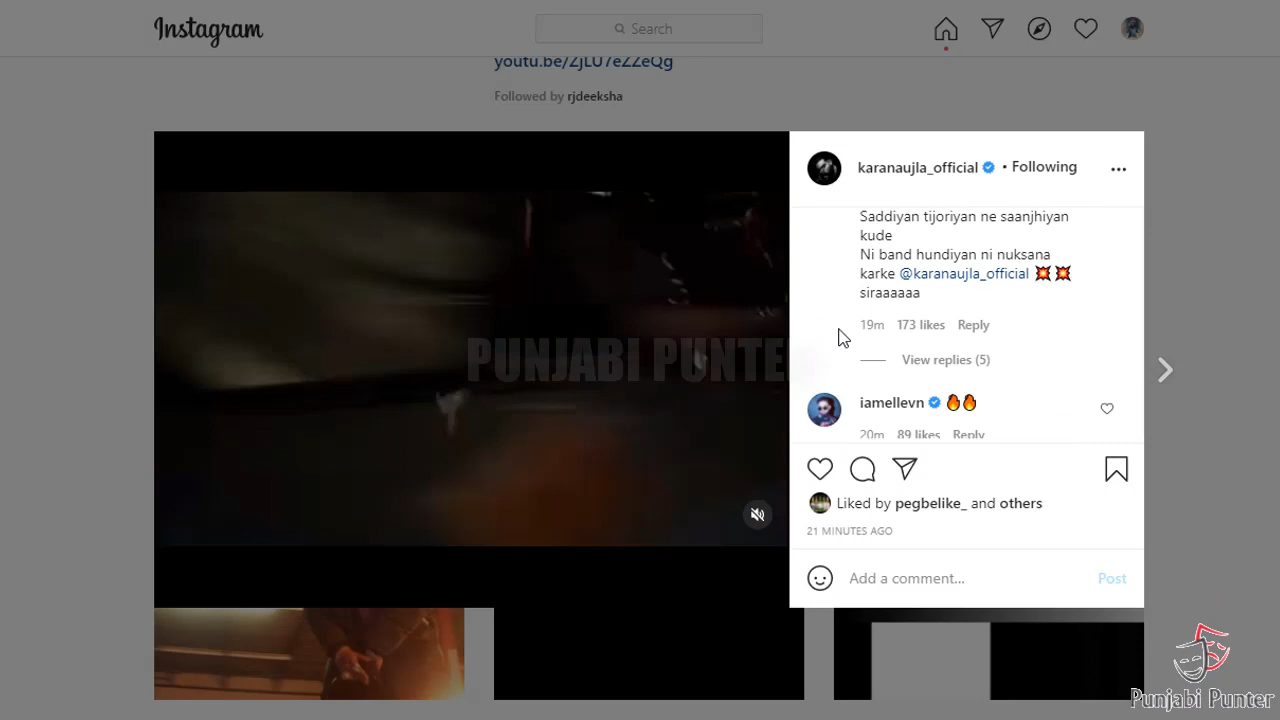 Instagram
Search
youtu.be/ZjLU7eZZeQg
Followed by rjdeeksha
karanaujla_official • Following
Saddiyan tijoriyan ne saanjhiyan
kude
Ni band hundiyan ni nuksana
karke @karanaujla_official 💥💥
siraaaaaa
19m 173 likes Reply
View replies (5)
iamellevn 🔥🔥
20m 89 likes Reply
Liked by pegbelike_ and others
21 MINUTES AGO
Add a comment... Post
PUNJABI PUNTER
Punjabi Punter